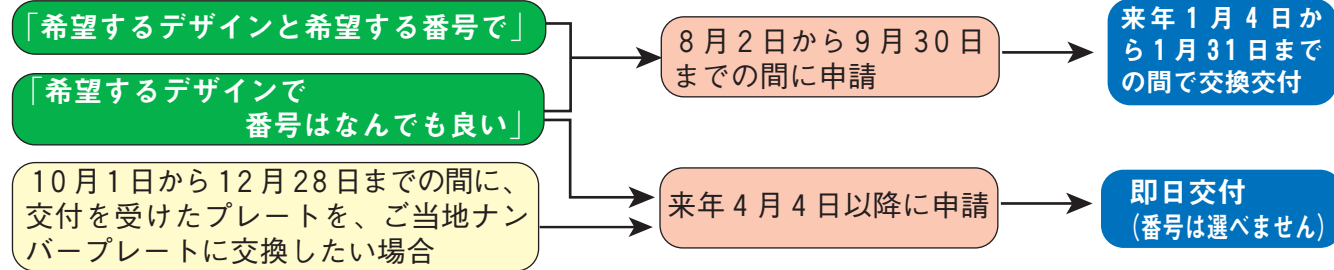 「希望するデザインと希望する番号で」
「希望するデザインで
番号はなんでも良い」
10月1日から12月28日までの間に、
交付を受けたプレートを、ご当地ナン
バープレートに交換したい場合
8月2日から9月30日
までの間に申請
来年4月4日以降に申請
来年1月4日か
ら1月31日まで
の間で交換交付
即日交付
(番号は選べません)